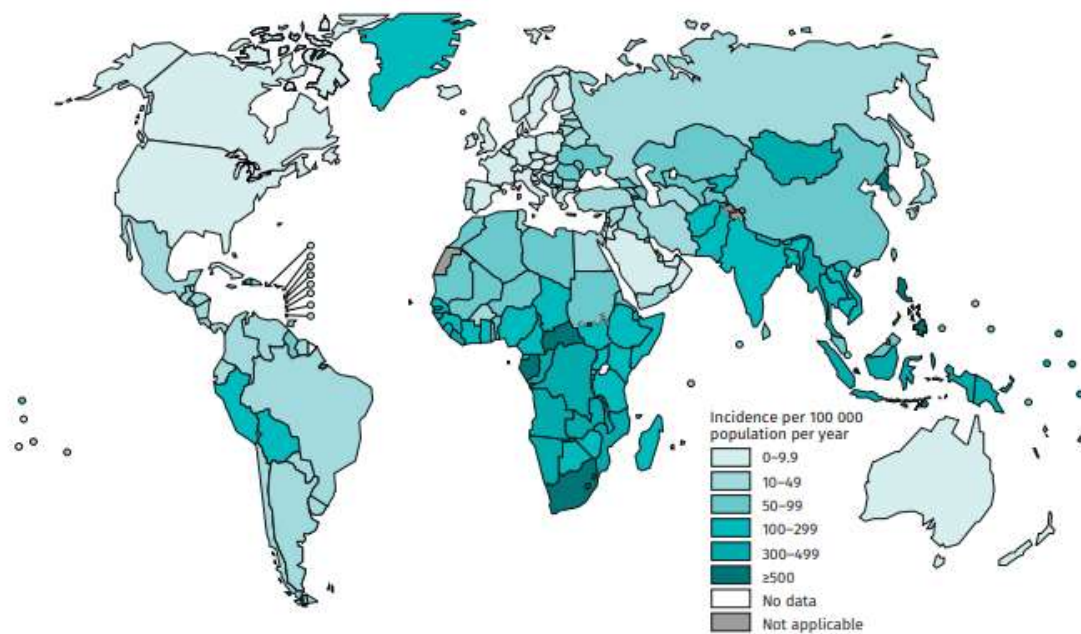 Incidence per 100 000
population per year
0–9.9
10–49
50–99
100–299
300–499
≥500
No data
Not applicable